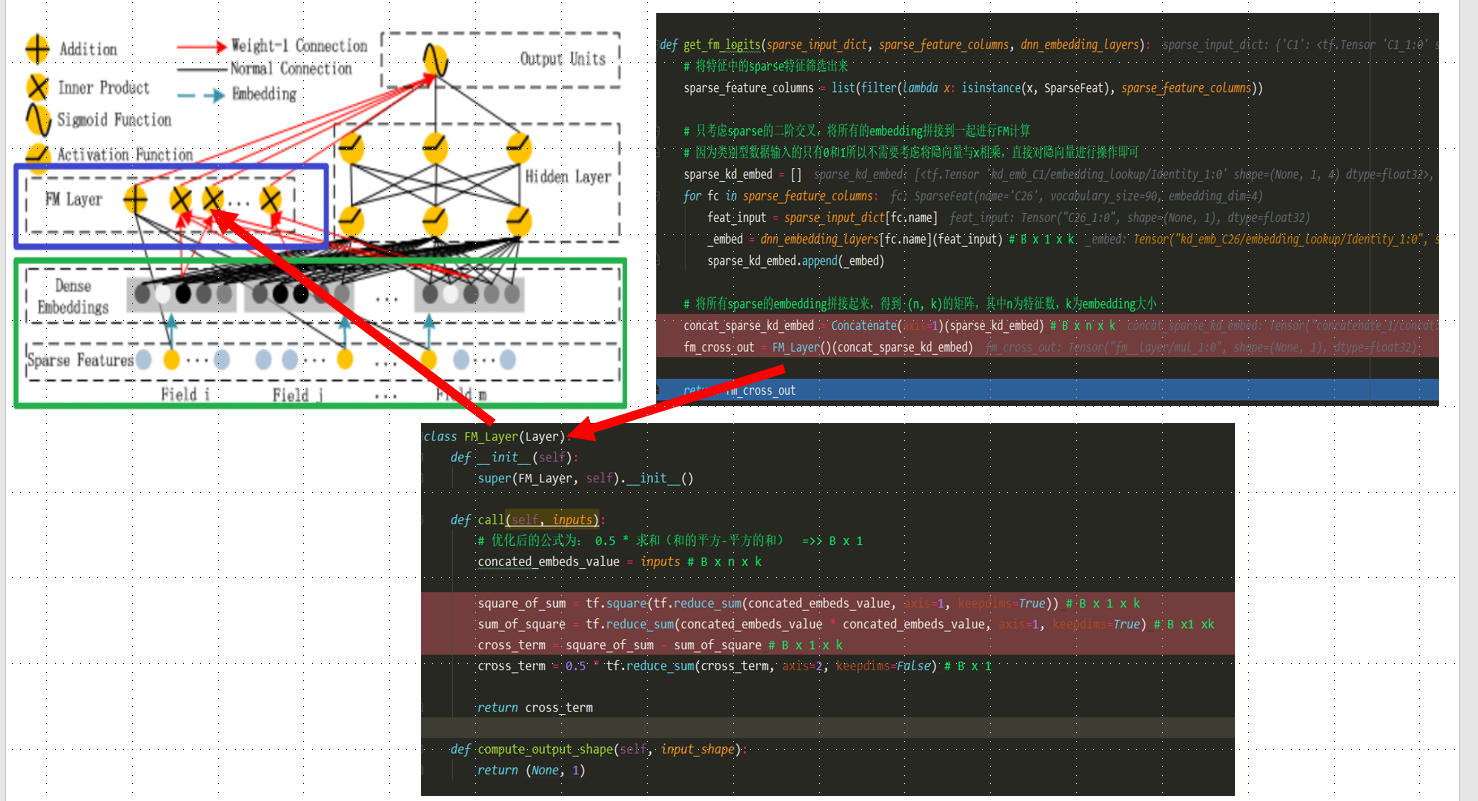 Addition
Weight-1 Connection
Output Units
Normal Connection
Inner Product
Embedding
Sigmoid Function
Activation Function
Hidden Layer
FM Layer
...
Dense
Embeddings
...
Sparse Features
...
Field i
Field j
...
Field m
def get_fm_logits(sparse_input_dict, sparse_feature_columns, dnn_embedding_layers): sparse_input_dict: {'C1': <tf.Tensor 'C1_1:0' s
# 将特征中的sparse特征筛选出来
sparse_feature_columns = list(filter(lambda x: isinstance(x, SparseFeat), sparse_feature_columns))
# 只考虑sparse的二阶交叉，将所有的embedding拼接到一起进行FM计算
# 因为类别型数据输入的只有0和1所以不需要考虑将隐向量与x相乘，直接对隐向量进行操作即可
sparse_kd_embed = [] sparse_kd_embed: [<tf.Tensor 'kd_emb_C1/embedding_lookup/Identity_1:0' shape=(None, 1, 4) dtype=float32>,
for fc in sparse_feature_columns: fc: SparseFeat(name='C26', vocabulary_size=90, embedding_dim=4)
feat_input = sparse_input_dict[fc.name] feat_input: Tensor("C26_1:0", shape=(None, 1), dtype=float32)
_embed = dnn_embedding_layers[fc.name](feat_input) # B x 1 x k _embed: Tensor("kd_emb_C26/embedding_lookup/Identity_1:0", s
sparse_kd_embed.append(_embed)
# 将所有sparse的embedding拼接起来，得到 (n, k)的矩阵，其中n为特征数，k为embedding大小
concat_sparse_kd_embed = Concatenate(axis=1)(sparse_kd_embed) # B x n x k concat_sparse_kd_embed: Tensor("concatenate_1/concat:
fm_cross_out = FM_Layer()(concat_sparse_kd_embed) fm_cross_out: Tensor("fm__layer/mul_1:0", shape=(None, 1), dtype=float32)
return fm_cross_out
class FM_Layer(Layer):
def __init__(self):
super(FM_Layer, self).__init__()
def call(self, inputs):
# 优化后的公式为： 0.5 * 求和（和的平方-平方的和） =>> B x 1
concated_embeds_value = inputs # B x n x k
square_of_sum = tf.square(tf.reduce_sum(concated_embeds_value, axis=1, keepdims=True)) # B x 1 x k
sum_of_square = tf.reduce_sum(concated_embeds_value * concated_embeds_value, axis=1, keepdims=True) # B x1 xk
cross_term = square_of_sum - sum_of_square # B x 1 x k
cross_term = 0.5 * tf.reduce_sum(cross_term, axis=2, keepdims=False) # B x 1
return cross_term
def compute_output_shape(self, input_shape):
return (None, 1)